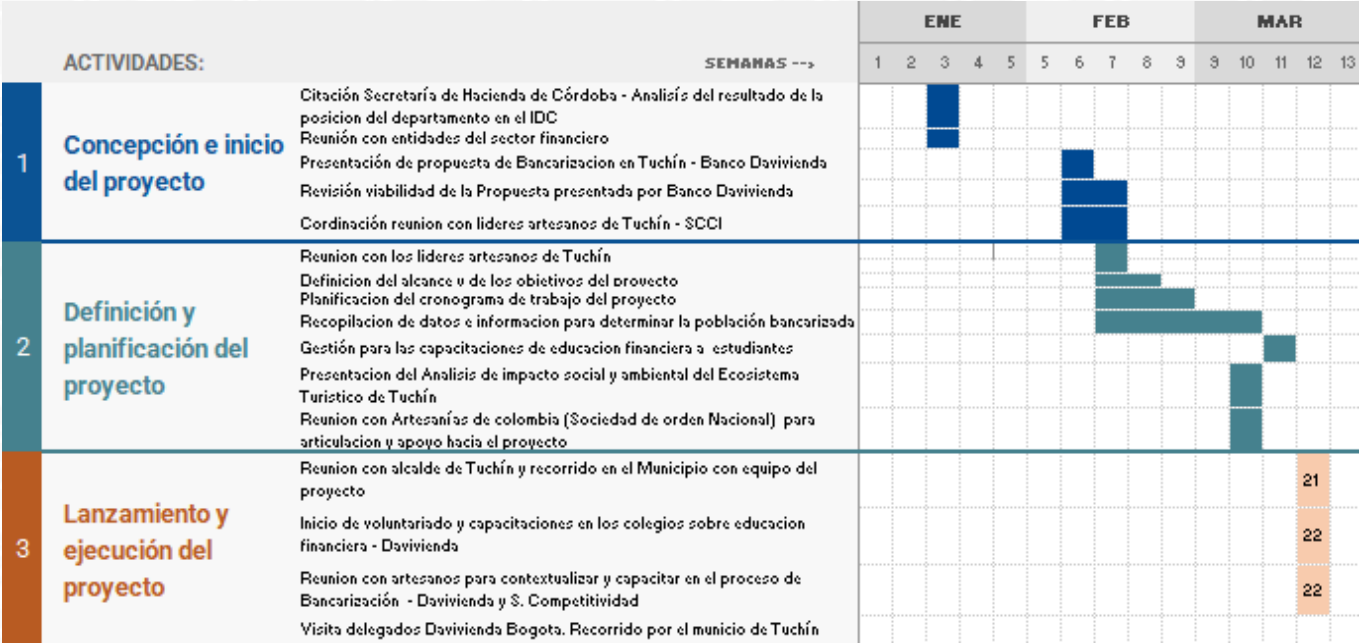 ENE FEB MAR
ACTIVIDADES: SEMANAS --> 1 2 3 4 5 5 6 7 8 9 9 10 11 12 13
1
Concepción e inicio
del proyecto
Citación Secretaría de Hacienda de Córdoba - Analisís del resultado de la
posicion del departamento en el IDC
Reunión con entidades del sector financiero
Presentación de propuesta de Bancarizacion en Tuchín - Banco Davivienda
Revisión viabilidad de la Propuesta presentada por Banco Davivienda
Cordinación reunion con lideres artesanos de Tuchín - SCCI
2
Definición y
planificación del
proyecto
Reunion con los lideres artesanos de Tuchín
Definicion del alcance y de los objetivos del proyecto
Planificacion del cronograma de trabajo del proyecto
Recopilacion de datos e informacion para determinar la población bancarizada
Gestión para las capacitaciones de educacion financiera a estudiantes
Presentacion del Analisis de impacto social y ambiental del Ecosistema
Turistico de Tuchín
Reunion con Artesanías de colombia (Sociedad de orden Nacional) para
articulacion y apoyo hacia el proyecto
3
Lanzamiento y
ejecución del
proyecto
Reunion con alcalde de Tuchín y recorrido en el Municipio con equipo del
proyecto
21
Inicio de voluntariado y capacitaciones en los colegios sobre educacion
financiera - Davivienda
22
Reunion con artesanos para contextualizar y capacitar en el proceso de
Bancarización - Davivienda y S. Competitividad
22
Visita delegados Davivienda Bogota. Recorrido por el municio de Tuchín